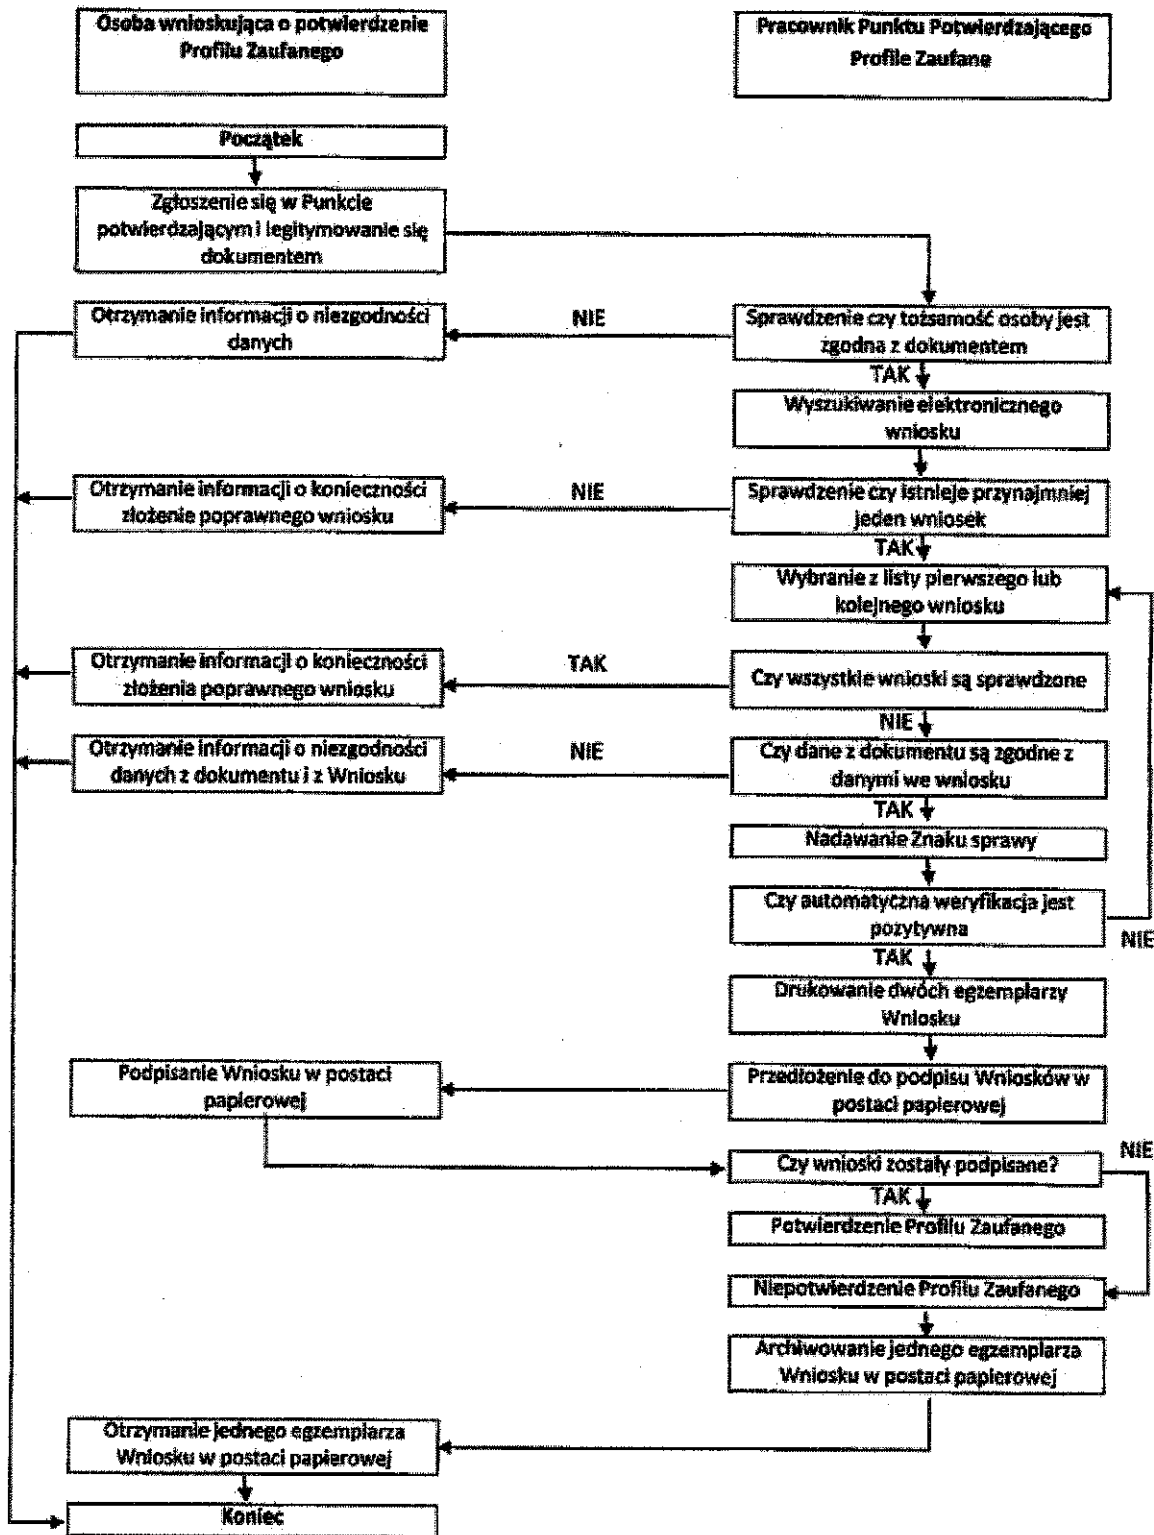 Osoba wnioskująca o potwierdzenie
Profilu Zaufanego
Pracownik Punktu Potwierdzającego
Profile Zaufane
Początek
Zgłoszenie się w Punkcie
potwierdzającym i legitymowanie się
dokumentem
Otrzymanie informacji o niezgodności
danych
NIE
Sprawdzenie czy tożsamość osoby jest
zgodna z dokumentem
TAK
Wyszukiwanie elektronicznego
wniosku
Otrzymanie informacji o konieczności
złożenie poprawnego wniosku
NIE
Sprawdzenie czy istnieje przynajmniej
jeden wniosek
TAK
Wybranie z listy pierwszego lub
kolejnego wniosku
Otrzymanie informacji o konieczności
złożenia poprawnego wniosku
TAK
Czy wszystkie wnioski są sprawdzone
NIE
Otrzymanie informacji o niezgodności
danych z dokumentu i z Wniosku
NIE
Czy dane z dokumentu są zgodne z
danymi we wniosku
TAK
Nadawanie Znaku sprawy
Czy automatyczna weryfikacja jest
pozytywna
NIE
TAK
Drukowanie dwóch egzemplarzy
Wniosku
Podpisanie Wniosku w postaci
papierowej
Przedłożenie do podpisu Wniosków w
postaci papierowej
Czy wnioski zostały podpisane?
NIE
TAK
Potwierdzenie Profilu Zaufanego
Niepotwierdzenie Profilu Zaufanego
Archiwowanie jednego egzemplarza
Wniosku w postaci papierowej
Otrzymanie jednego egzemplarza
Wniosku w postaci papierowej
Koniec